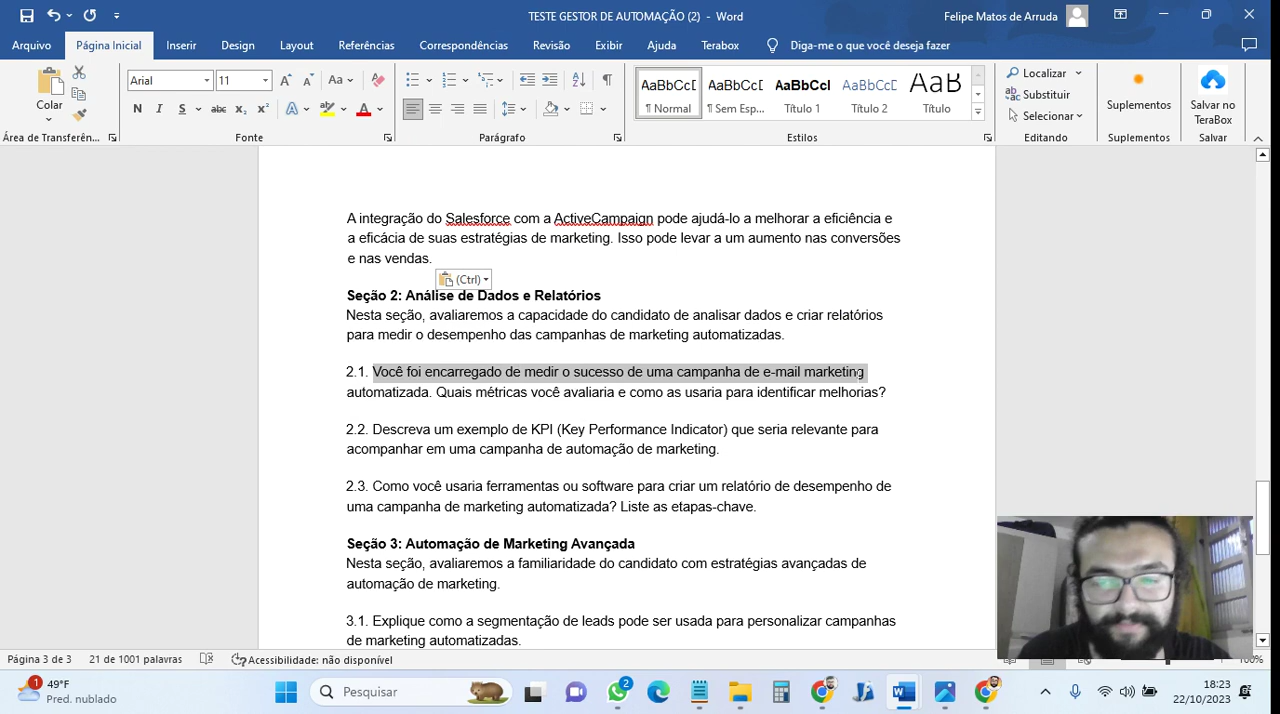 TESTE GESTOR DE AUTOMAÇÃO (2) - Word
Felipe Matos de Arruda
Arquivo
Página Inicial
Inserir
Design
Layout
Referências
Correspondências
Revisão
Exibir
Ajuda
Terabox
Diga-me o que você deseja fazer
Colar
Área de Transferên...
Arial
11
Aa
N I S abc x₂ x²
Fonte
Parágrafo
AaBbCcI
¶ Normal
AaBbCcI
¶ Sem Esp...
AaBbCcI
Título 1
AaBbCcI
Título 2
AaB
Título
Estilos
Localizar
Substituir
Selecionar
Editando
Suplementos
Suplementos
Salvar no
TeraBox
Salvar
A integração do Salesforce com a ActiveCampaign pode ajudá-lo a melhorar a eficiência e
a eficácia de suas estratégias de marketing. Isso pode levar a um aumento nas conversões
e nas vendas.
(Ctrl)
Seção 2: Análise de Dados e Relatórios
Nesta seção, avaliaremos a capacidade do candidato de analisar dados e criar relatórios
para medir o desempenho das campanhas de marketing automatizadas.
2.1. Você foi encarregado de medir o sucesso de uma campanha de e-mail marketing
automatizada. Quais métricas você avaliaria e como as usaria para identificar melhorias?
2.2. Descreva um exemplo de KPI (Key Performance Indicator) que seria relevante para
acompanhar em uma campanha de automação de marketing.
2.3. Como você usaria ferramentas ou software para criar um relatório de desempenho de
uma campanha de marketing automatizada? Liste as etapas-chave.
Seção 3: Automação de Marketing Avançada
Nesta seção, avaliaremos a familiaridade do candidato com estratégias avançadas de
automação de marketing.
3.1. Explique como a segmentação de leads pode ser usada para personalizar campanhas
de marketing automatizadas.
Página 3 de 3
21 de 1001 palavras
Acessibilidade: não disponível
100%
1
49°F
Pred. nublado
Pesquisar
2
18:23
22/10/2023